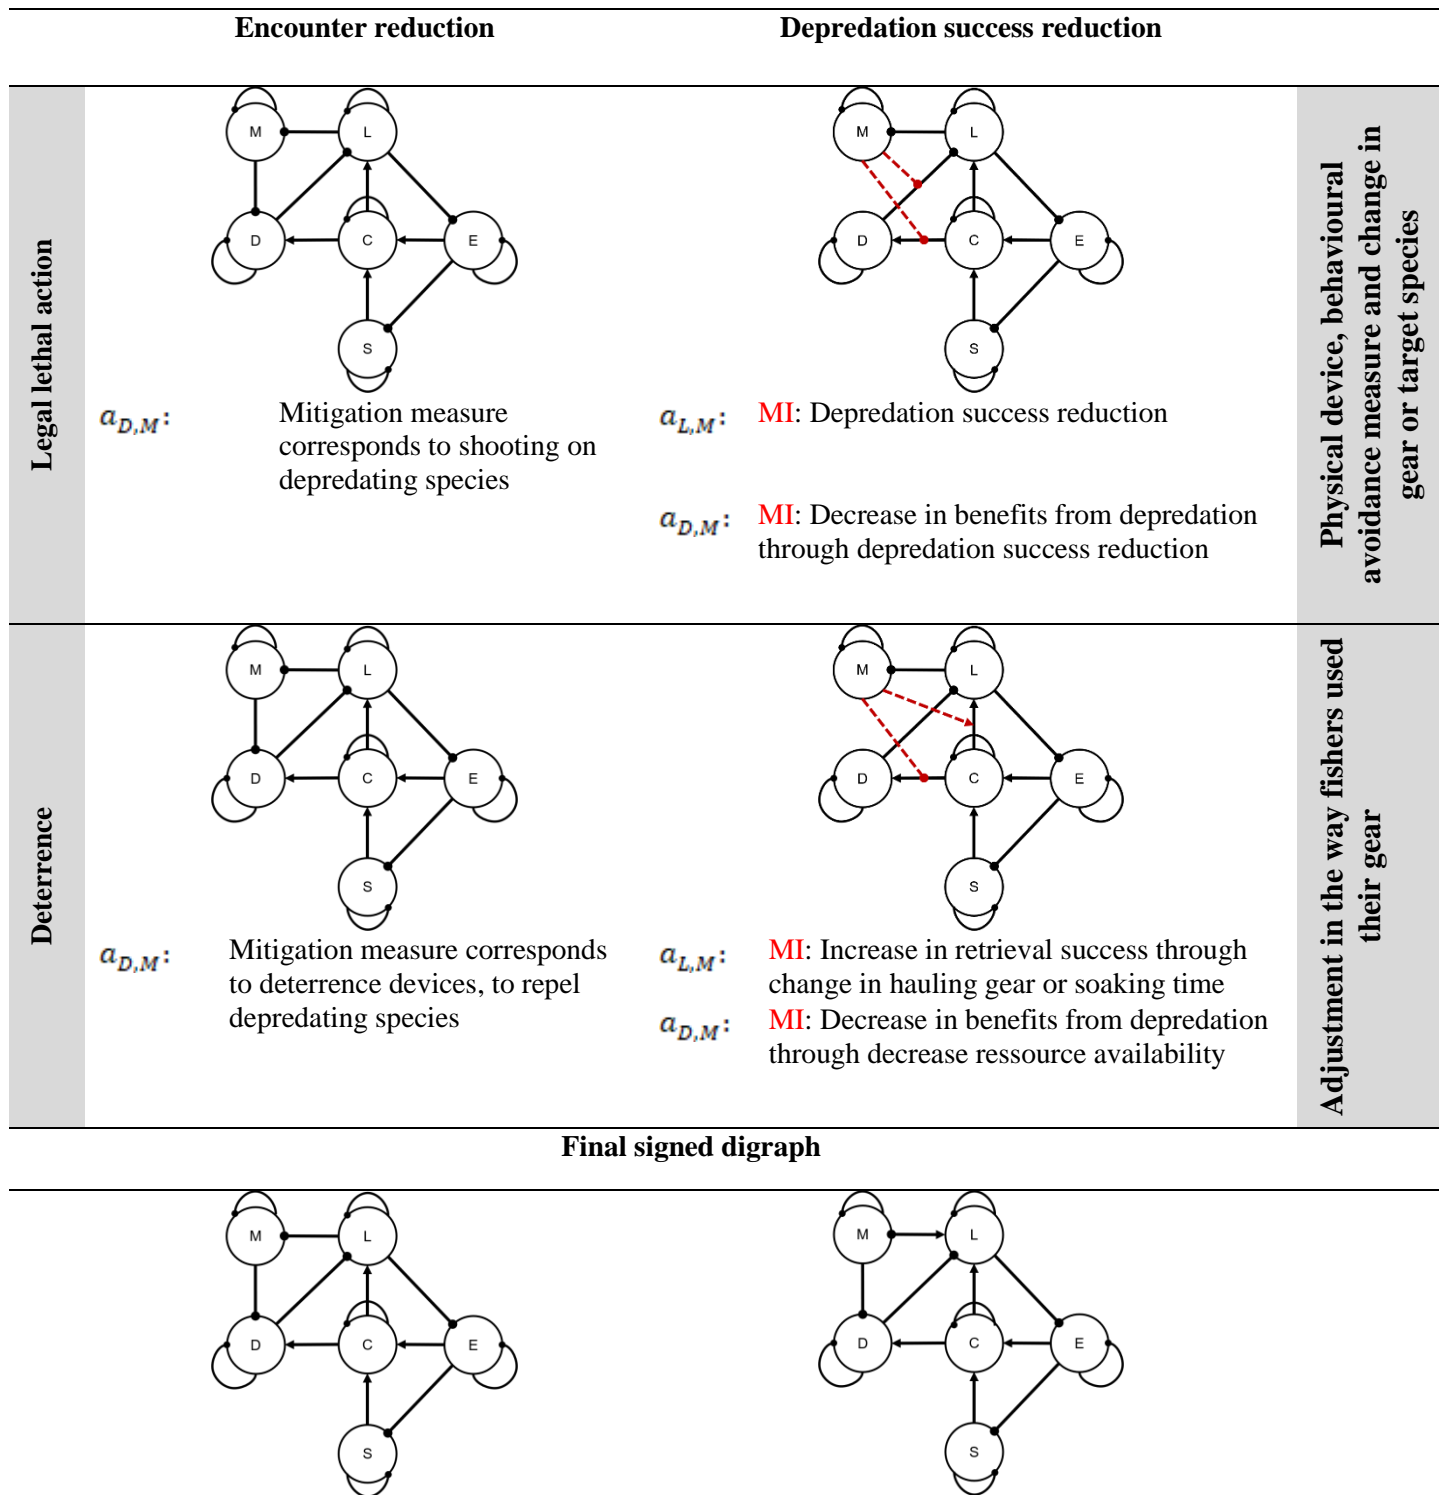 Encounter reduction
Depredation success reduction
Legal lethal action
M
L
D
C
E
S
a_{D,M}:
Mitigation measure
corresponds to shooting on
depredating species
M
L
D
C
E
S
a_{L,M}:
MI: Depredation success reduction
a_{D,M}:
MI: Decrease in benefits from depredation
through depredation success reduction
Physical device, behavioural
avoidance measure and change in
gear or target species
Deterrence
M
L
D
C
E
S
a_{D,M}:
Mitigation measure corresponds
to deterrence devices, to repel
depredating species
M
L
D
C
E
S
a_{L,M}:
MI: Increase in retrieval success through
change in hauling gear or soaking time
a_{D,M}:
MI: Decrease in benefits from depredation
through decrease ressource availability
Adjustment in the way fishers used
their gear
Final signed digraph
M
L
D
C
E
S
M
L
D
C
E
S